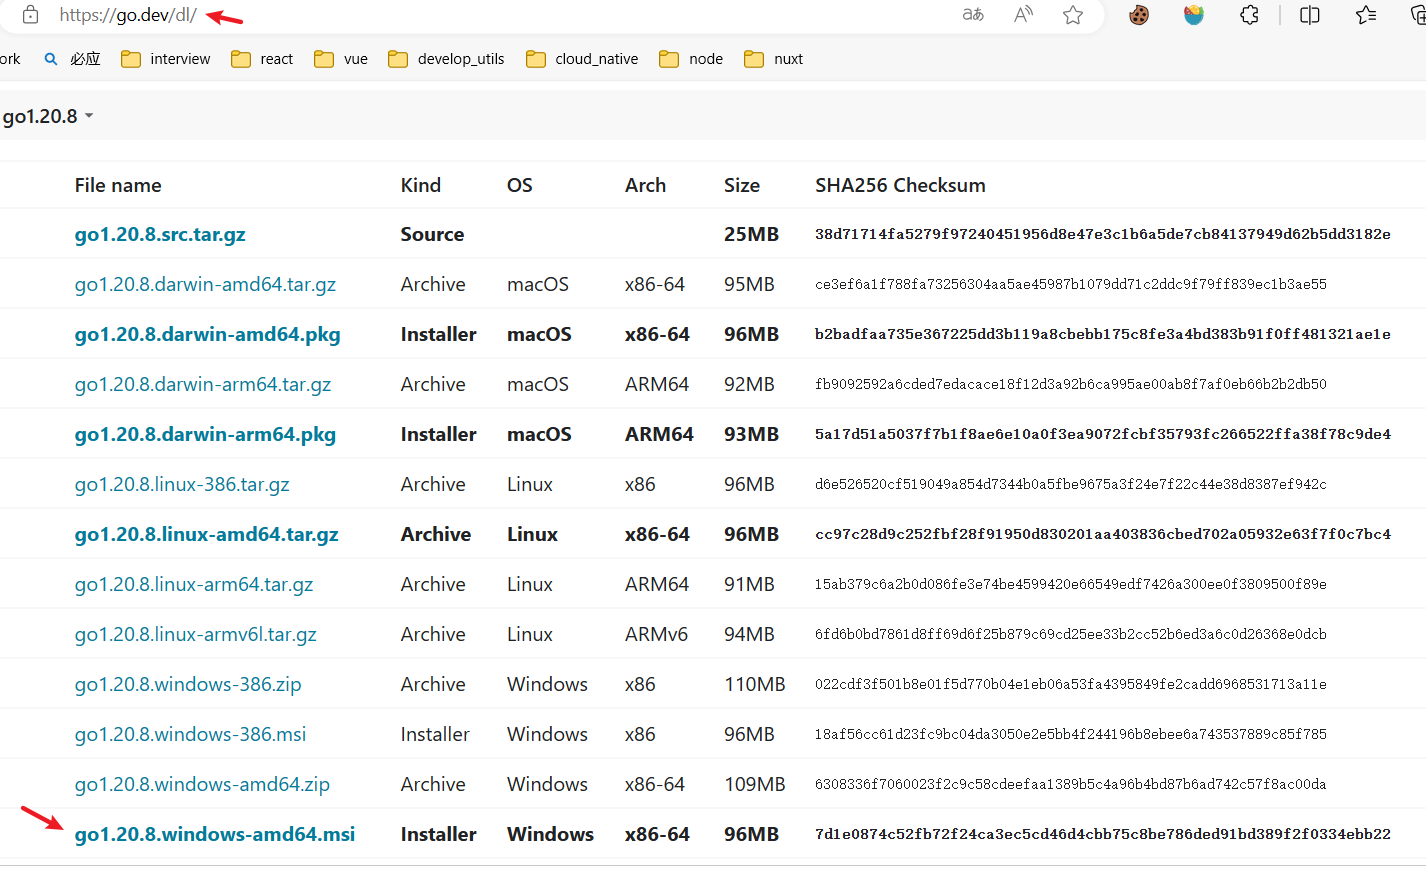 https://go.dev/dl/
ork 必应 interview react vue develop_utils cloud_native node nuxt
go1.20.8
File name Kind OS Arch Size SHA256 Checksum
go1.20.8.src.tar.gz Source 25MB 38d71714fa5279f97240451956d8e47e3c1b6a5de7cb84137949d62b5dd3182e
go1.20.8.darwin-amd64.tar.gz Archive macOS x86-64 95MB ce3ef6a1f788fa73256304aa5ae45987b1079dd71c2ddc9f79ff839ec1b3ae55
go1.20.8.darwin-amd64.pkg Installer macOS x86-64 96MB b2badfaa735e367225dd3b119a8cbebb175c8fe3a4bd383b91f0ff481321ae1e
go1.20.8.darwin-arm64.tar.gz Archive macOS ARM64 92MB fb9092592a6cded7edacace18f12d3a92b6ca995ae00ab8f7af0eb66b2b2db50
go1.20.8.darwin-arm64.pkg Installer macOS ARM64 93MB 5a17d51a5037f7b1f8ae6e10a0f3ea9072fcbf35793fc266522ffa38f78c9de4
go1.20.8.linux-386.tar.gz Archive Linux x86 96MB d6e526520cf519049a854d7344b0a5fbe9675a3f24e7f22c44e38d8387ef942c
go1.20.8.linux-amd64.tar.gz Archive Linux x86-64 96MB cc97c28d9c252fbf28f91950d830201aa403836cbed702a05932e63f7f0c7bc4
go1.20.8.linux-arm64.tar.gz Archive Linux ARM64 91MB 15ab379c6a2b0d086fe3e74be4599420e66549edf7426a300ee0f3809500f89e
go1.20.8.linux-armv6l.tar.gz Archive Linux ARMv6 94MB 6fd6b0bd7861d8ff69d6f25b879c69cd25ee33b2cc52b6ed3a6c0d26368e0dcb
go1.20.8.windows-386.zip Archive Windows x86 110MB 022cdf3f501b8e01f5d770b04e1eb06a53fa4395849fe2cadd6968531713a11e
go1.20.8.windows-386.msi Installer Windows x86 96MB 18af56cc61d23fc9bc04da3050e2e5bb4f244196b8ebee6a743537889c85f785
go1.20.8.windows-amd64.zip Archive Windows x86-64 109MB 6308336f7060023f2c9c58cdeefaa1389b5c4a96b4bd87b6ad742c57f8ac00da
go1.20.8.windows-amd64.msi Installer Windows x86-64 96MB 7d1e0874c52fb72f24ca3ec5cd46d4cbb75c8be786ded91bd389f2f0334ebb22